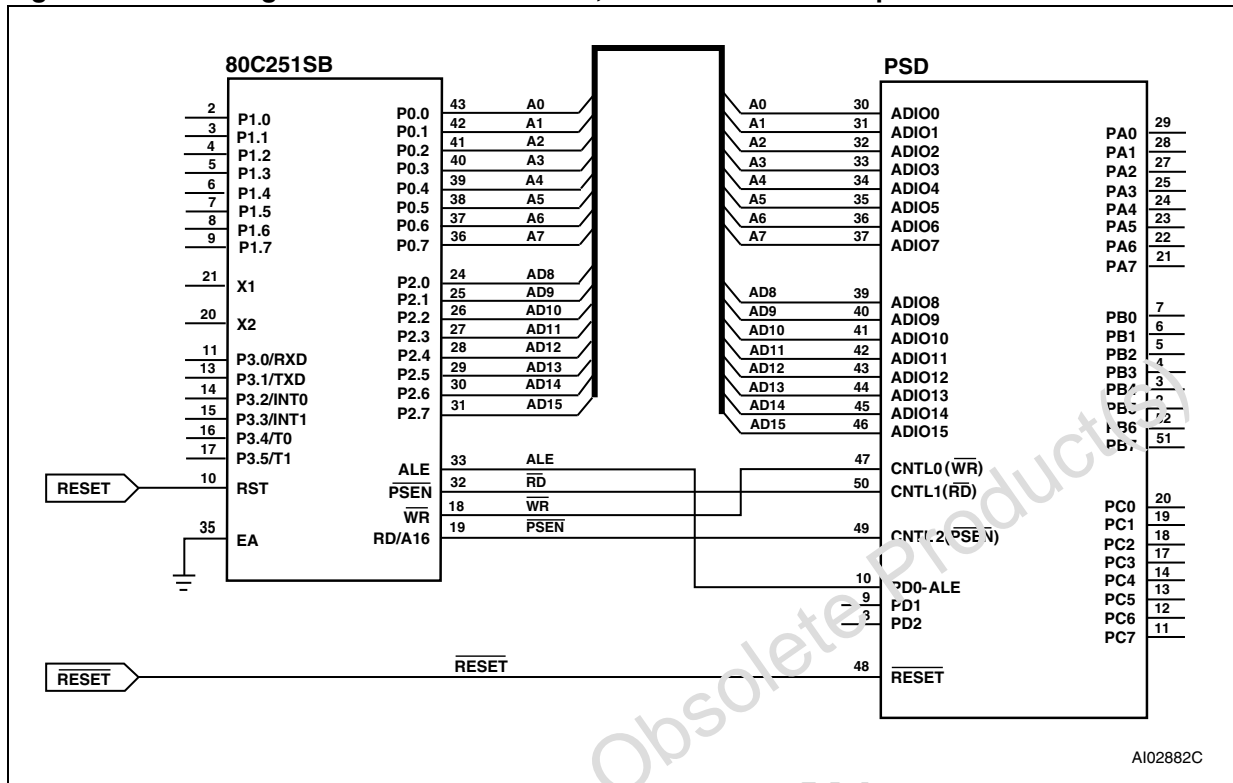 80C251SB
2 P1.0
3 P1.1
4 P1.2
5 P1.3
6 P1.4
7 P1.5
8 P1.6
9 P1.7
21 X1
20 X2
11 P3.0/RXD
13 P3.1/TXD
14 P3.2/INT0
15 P3.3/INT1
16 P3.4/T0
17 P3.5/T1
RESET 10 RST
35 EA
P0.0 43 A0
P0.1 42 A1
P0.2 41 A2
P0.3 40 A3
P0.4 39 A4
P0.5 38 A5
P0.6 37 A6
P0.7 36 A7
P2.0 24 AD8
P2.1 25 AD9
P2.2 26 AD10
P2.3 27 AD11
P2.4 28 AD12
P2.5 29 AD13
P2.6 30 AD14
P2.7 31 AD15
ALE 33 ALE
PSEN 32 RD
WR 18 WR
RD/A16 19 PSEN
PSD
A0 30 ADIO0
A1 31 ADIO1
A2 32 ADIO2
A3 33 ADIO3
A4 34 ADIO4
A5 35 ADIO5
A6 36 ADIO6
A7 37 ADIO7
AD8 39 ADIO8
AD9 40 ADIO9
AD10 41 ADIO10
AD11 42 ADIO11
AD12 43 ADIO12
AD13 44 ADIO13
AD14 45 ADIO14
AD15 46 ADIO15
47 CNTL0(WR)
50 CNTL1(RD)
49 CNTL2(PSEN)
10 PD0-ALE
9 PD1
PD2
RESET RESET 48 RESET
PA0 29
PA1 28
PA2 27
PA3 25
PA4 24
PA5 23
PA6 22
PA7 21
PB0 7
PB1 6
PB2 5
PB3 4
PB4 3
PB5
PB6
PB7 51
PC0 20
PC1 19
PC2 18
PC3 17
PC4 14
PC5 13
PC6 12
PC7 11
Obsolete Product(s)
AI02882C